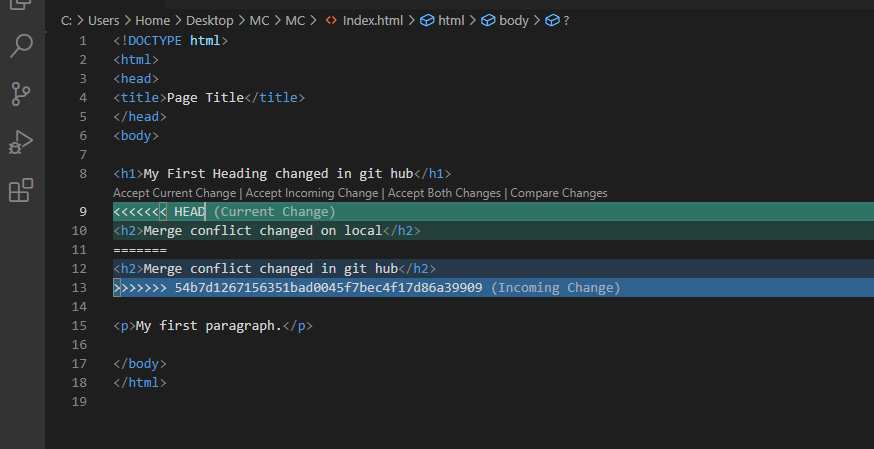 C: > Users > Home > Desktop > MC > MC > Index.html > html > body > ?
1 <!DOCTYPE html>
2 <html>
3 <head>
4 <title>Page Title</title>
5 </head>
6 <body>
7
8 <h1>My First Heading changed in git hub</h1>
Accept Current Change | Accept Incoming Change | Accept Both Changes | Compare Changes
9 <<<<<<< HEAD (Current Change)
10 <h2>Merge conflict changed on local</h2>
11 =======
12 <h2>Merge conflict changed in git hub</h2>
13 >>>>>>> 54b7d1267156351bad0045f7bec4f17d86a39909 (Incoming Change)
14
15 <p>My first paragraph.</p>
16
17 </body>
18 </html>
19